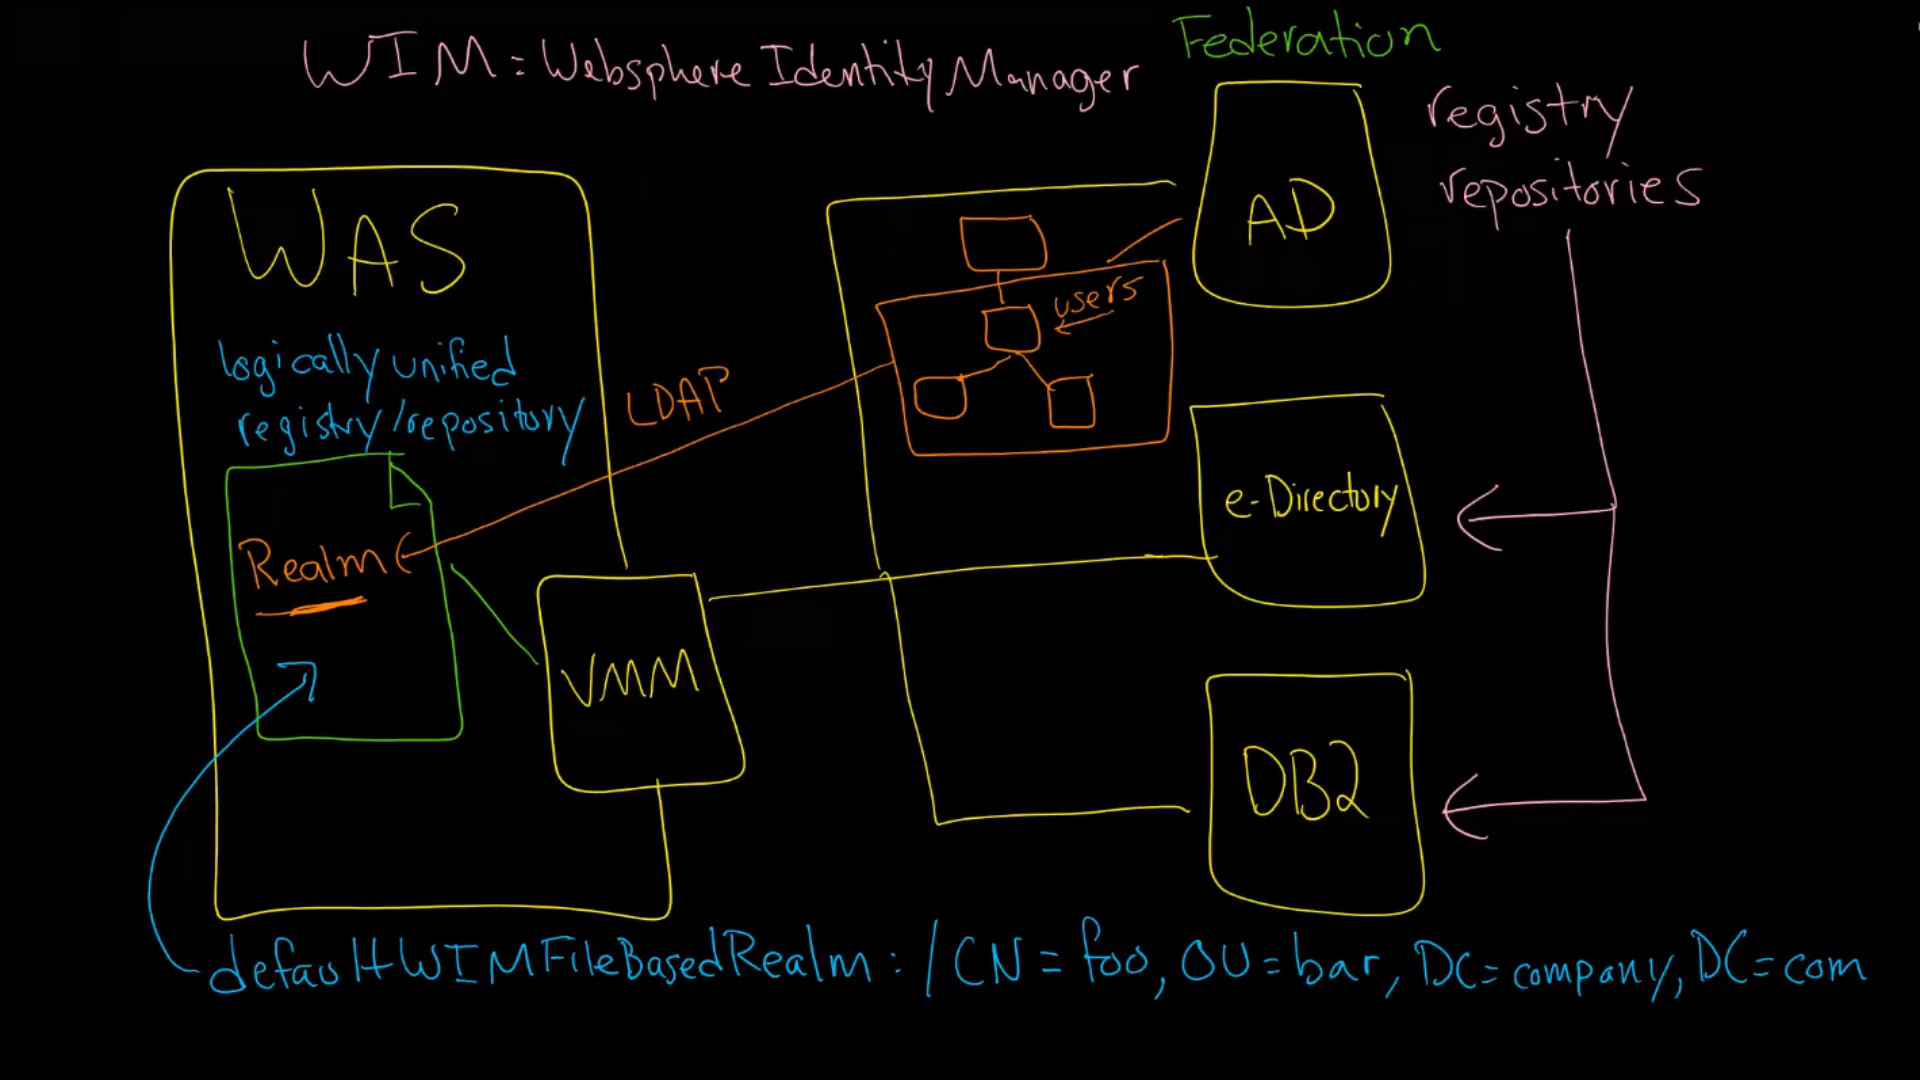 Federation
WIM = Websphere Identity Manager
registry
repositories
WAS
AD
users
logically unified
registry/repository
LDAP
e-Directory
Realm
VMM
DB2
defaultWIMFileBasedRealm : / CN = foo, OU = bar, DC = company, DC = com